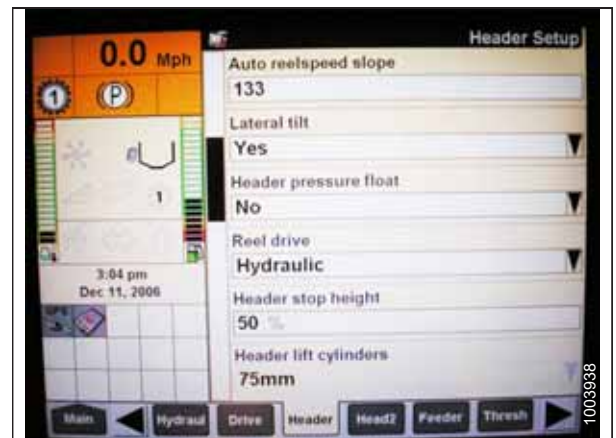 0.0 Mph
Header Setup
1
(P)
Auto reelspeed slope
133
Lateral tilt
Yes
1
Header pressure float
No
Reel drive
Hydraulic
3:04 pm
Dec 11, 2006
Header stop height
50 %
Header lift cylinders
75mm
Main
Hydraul
Drive
Header
Head2
Feeder
Thresh
1003938